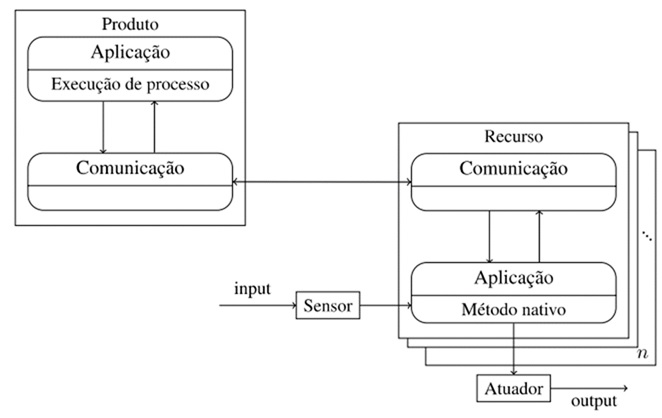 Produto
Aplicação
Execução de processo
Comunicação
Recurso
Comunicação
Aplicação
Método nativo
input
Sensor
n
Atuador
output